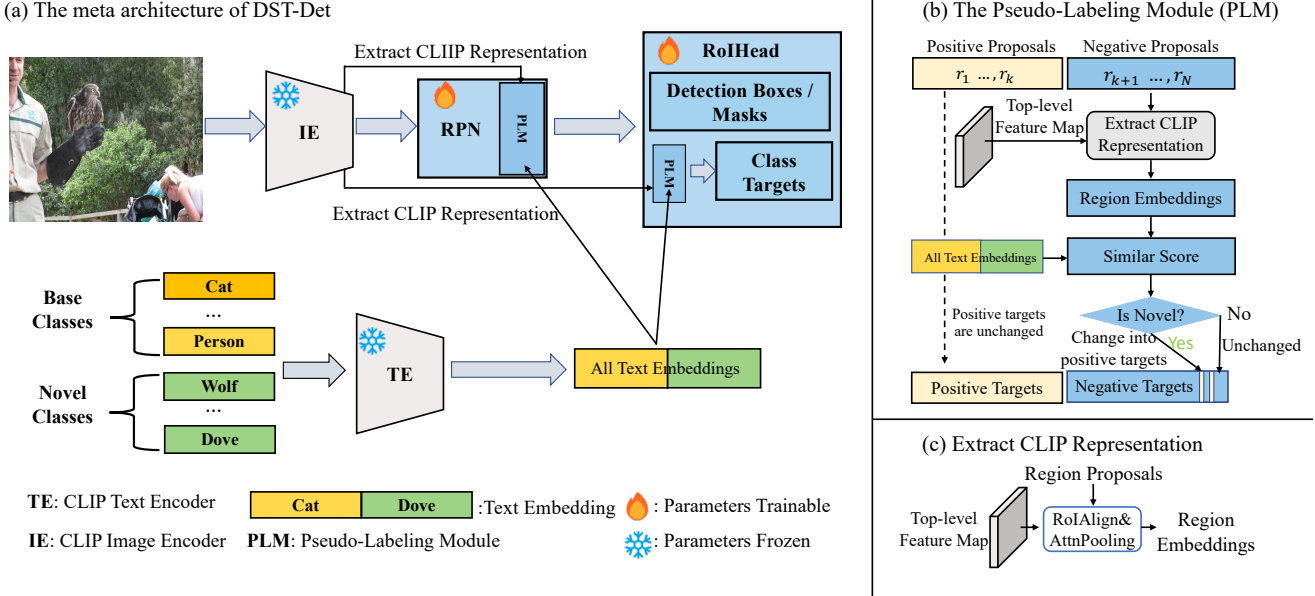 (a) The meta architecture of DST-Det
Extract CLIIP Representation
IE
RPN
PLM
RoIHead
Detection Boxes /
Masks
PLM
Class
Targets
Extract CLIP Representation
Base
Classes
Cat
...
Person
Novel
Classes
Wolf
...
Dove
TE
All Text Embeddings
TE: CLIP Text Encoder
Cat
Dove
:Text Embedding
: Parameters Trainable
IE: CLIP Image Encoder
PLM: Pseudo-Labeling Module
: Parameters Frozen
(b) The Pseudo-Labeling Module (PLM)
Positive Proposals
Negative Proposals
r₁ …, rₖ
rₖ₊₁ …, r_N
Top-level
Feature Map
Extract CLIP
Representation
Region Embeddings
All Text Embeddings
Similar Score
Is Novel?
No
Positive targets
are unchanged
Change into
positive targets
Yes
Unchanged
Positive Targets
Negative Targets
(c) Extract CLIP Representation
Region Proposals
Top-level
Feature Map
RoIAlign&
AttnPooling
Region
Embeddings